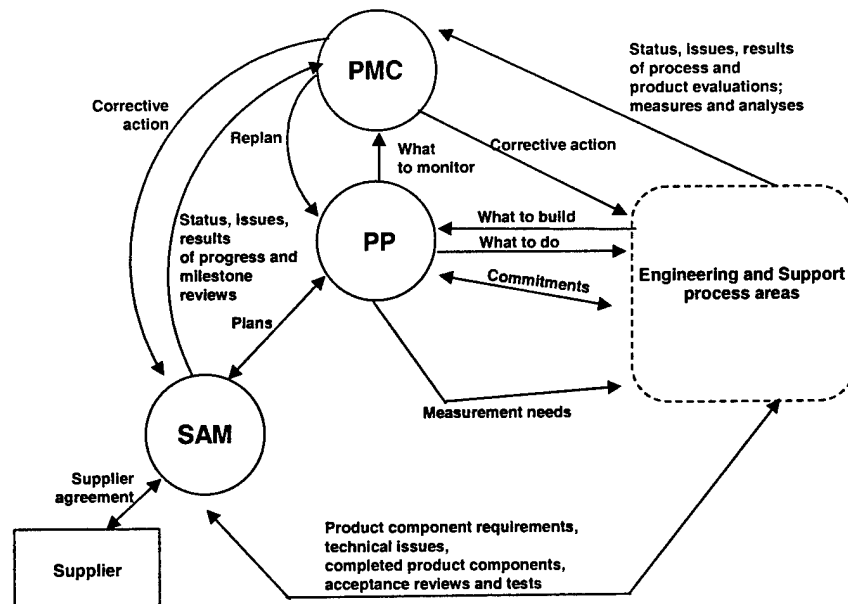 PMC
Status, issues, results
of process and
product evaluations;
measures and analyses
Corrective
action
Replan
What
to monitor
Corrective action
Status, issues,
results
of progress and
milestone
reviews
PP
What to build
What to do
Commitments
Engineering and Support
process areas
Plans
Measurement needs
SAM
Supplier
agreement
Supplier
Product component requirements,
technical issues,
completed product components,
acceptance reviews and tests